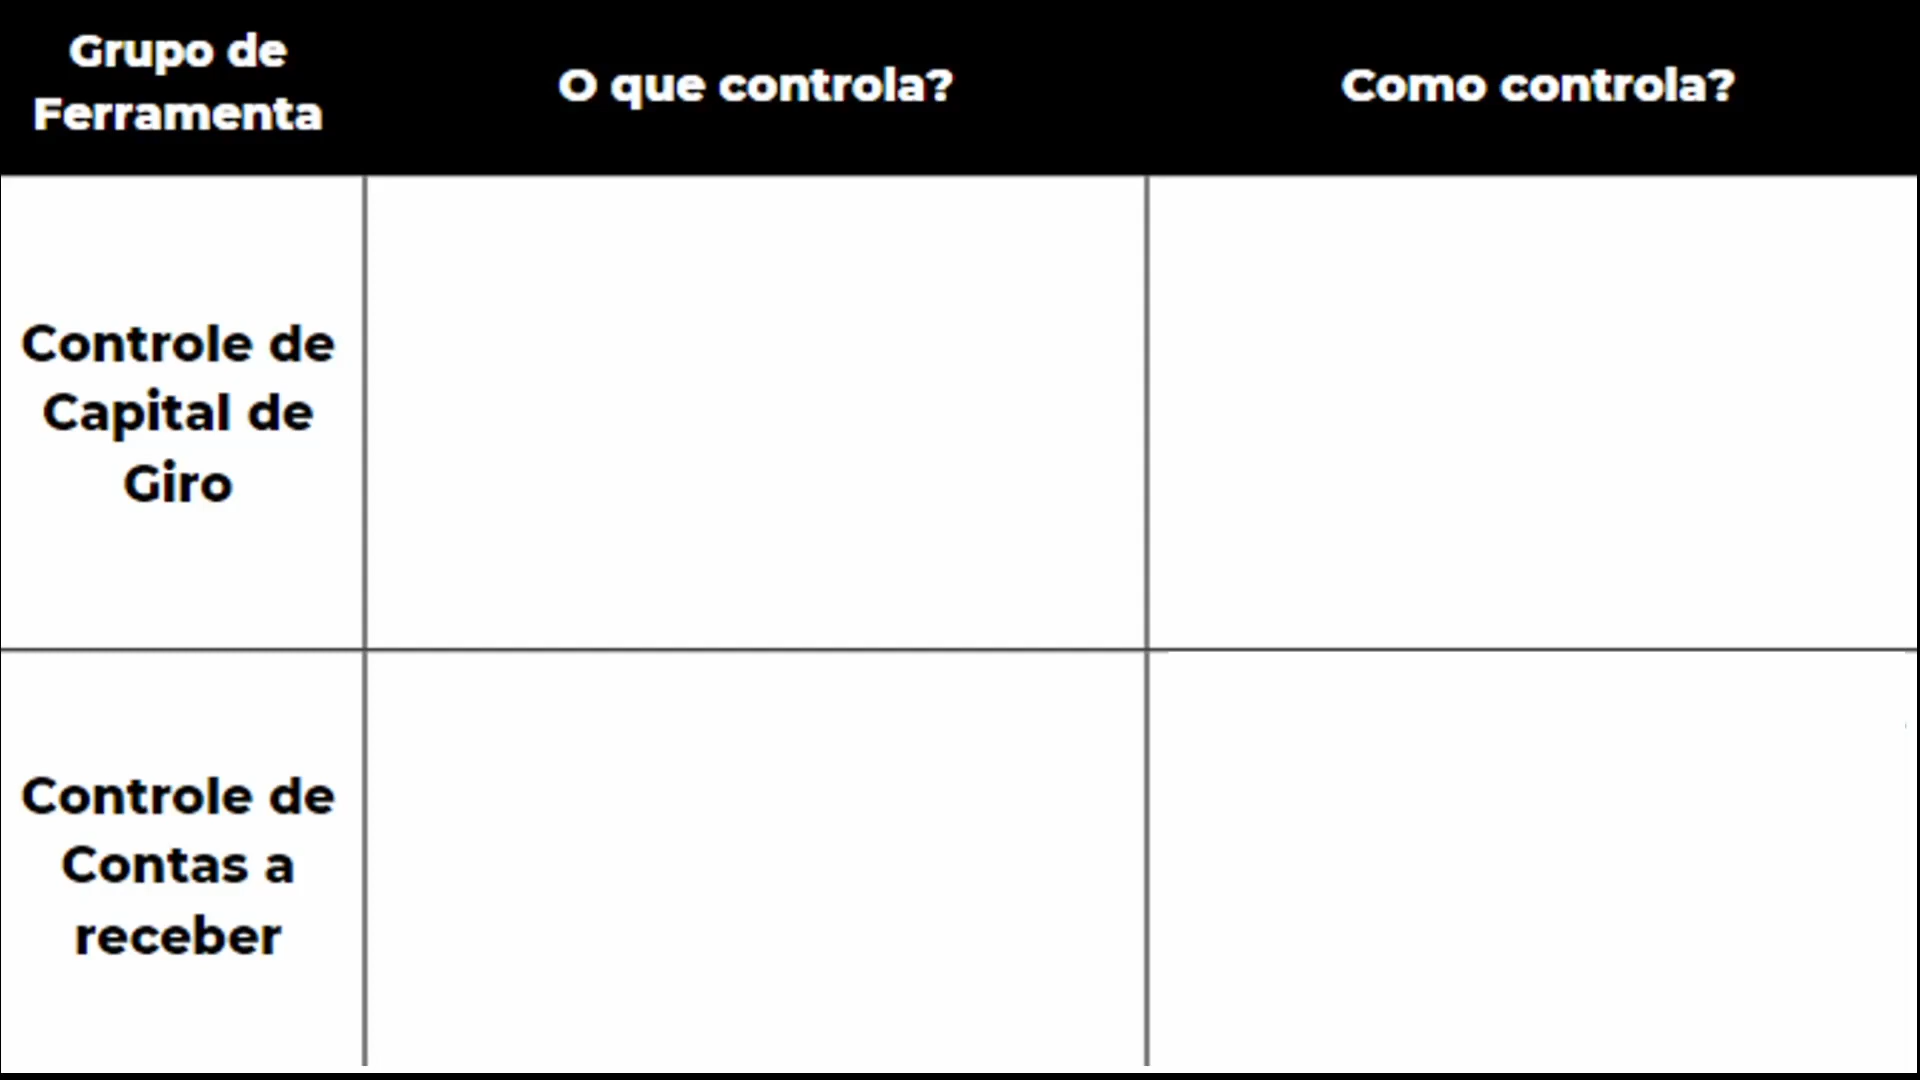 Grupo de
Ferramenta
O que controla?
Como controla?
Controle de
Capital de
Giro
Controle de
Contas a
receber